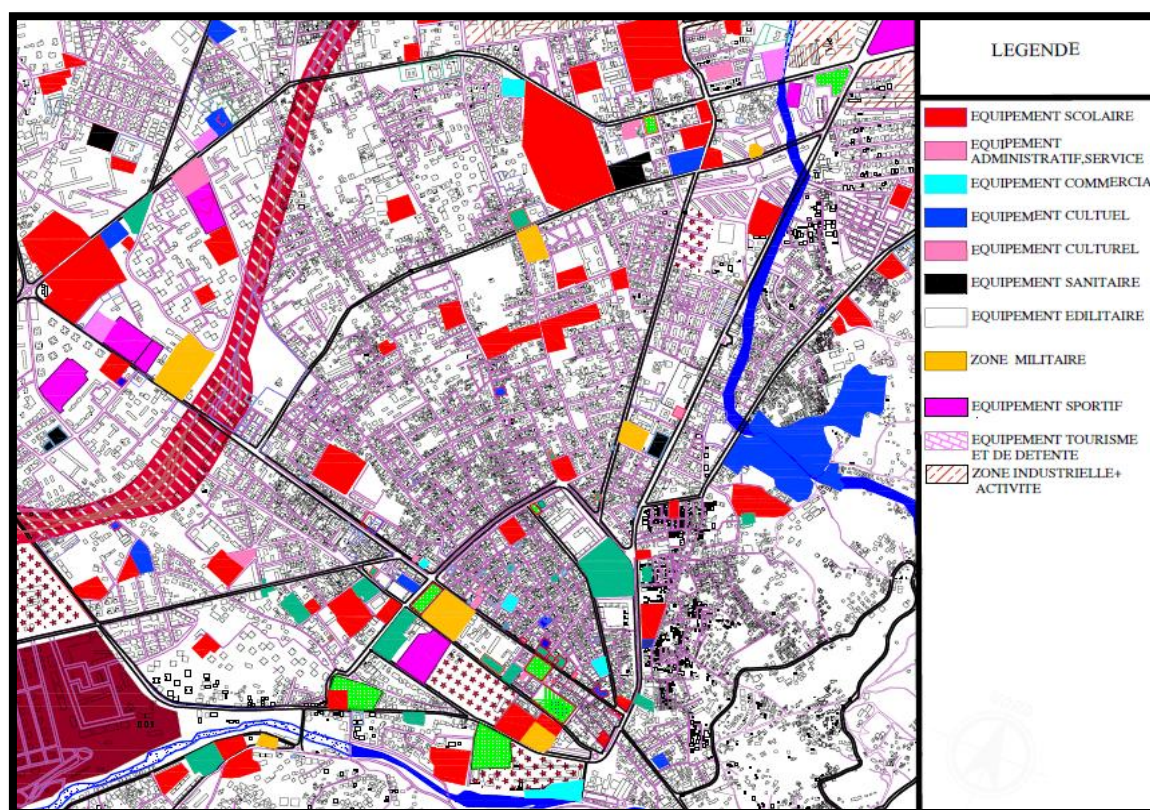 LEGENDE
EQUIPEMENT SCOLAIRE
EQUIPEMENT
ADMINISTRATIF,SERVICE
EQUIPEMENT COMMERCIA
EQUIPEMENT CULTUEL
EQUIPEMENT CULTUREL
EQUIPEMENT SANITAIRE
EQUIPEMENT EDILITAIRE
ZONE MILITAIRE
EQUIPEMENT SPORTIF
EQUIPEMENT TOURISME
ET DE DETENTE
ZONE INDUSTRIELLE+
ACTIVITE